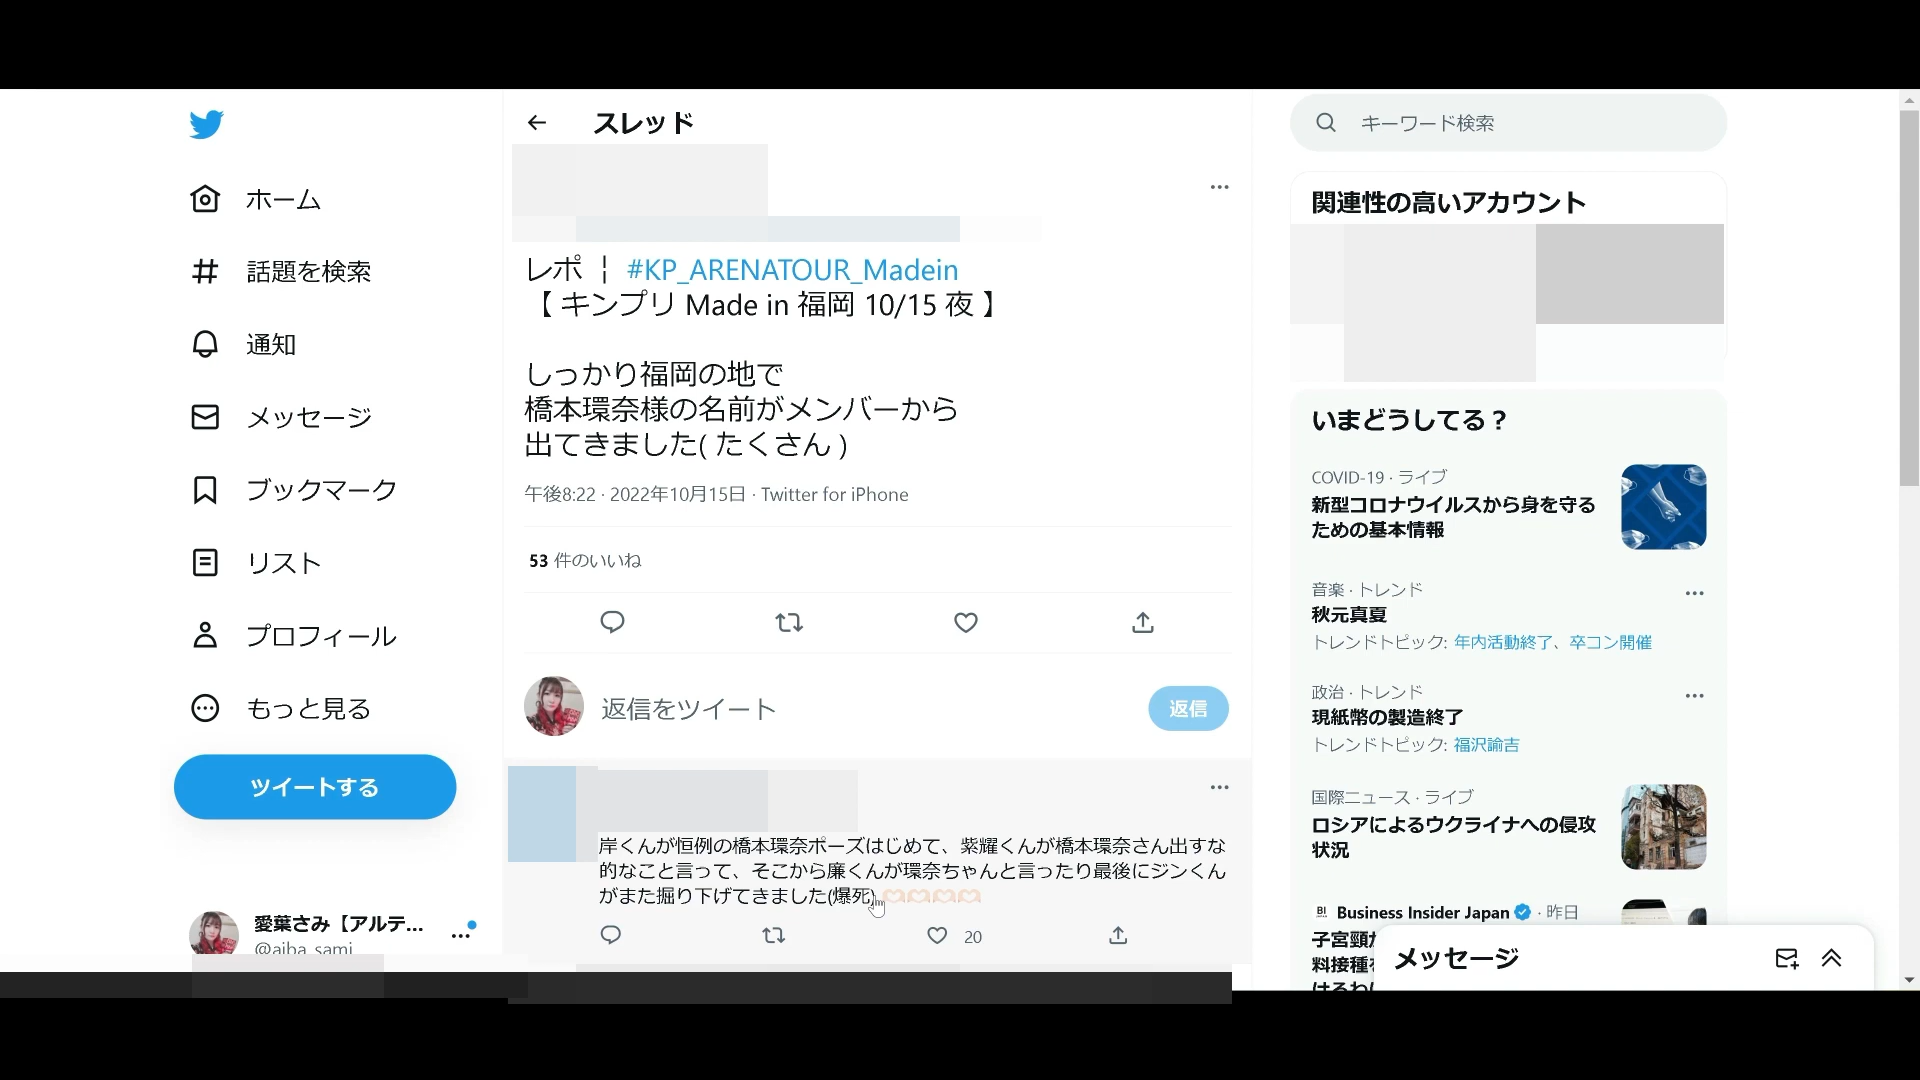 ホーム
話題を検索
通知
メッセージ
ブックマーク
リスト
プロフィール
もっと見る
ツイートする
愛葉さみ【アルテ...
@aiba_sami
スレッド
レポ ¦ #KP_ARENATOUR_Madein
【 キンプリ Made in 福岡 10/15 夜 】
しっかり福岡の地で
橋本環奈様の名前がメンバーから
出てきました( たくさん )
午後8:22 · 2022年10月15日 · Twitter for iPhone
53 件のいいね
返信をツイート
返信
岸くんが恒例の橋本環奈ポーズはじめて、紫耀くんが橋本環奈さん出すな
的なこと言って、そこから廉くんが環奈ちゃんと言ったり最後にジンくん
がまた掘り下げてきました(爆死)🫶🏻🫶🏻🫶🏻🫶🏻
20
キーワード検索
関連性の高いアカウント
いまどうしてる？
COVID-19 · ライブ
新型コロナウイルスから身を守る
ための基本情報
音楽 · トレンド
秋元真夏
トレンドトピック: 年内活動終了、卒コン開催
政治 · トレンド
現紙幣の製造終了
トレンドトピック: 福沢諭吉
国際ニュース · ライブ
ロシアによるウクライナへの侵攻
状況
BI Business Insider Japan · 昨日
子宮頸
料接種
けるわ
メッセージ